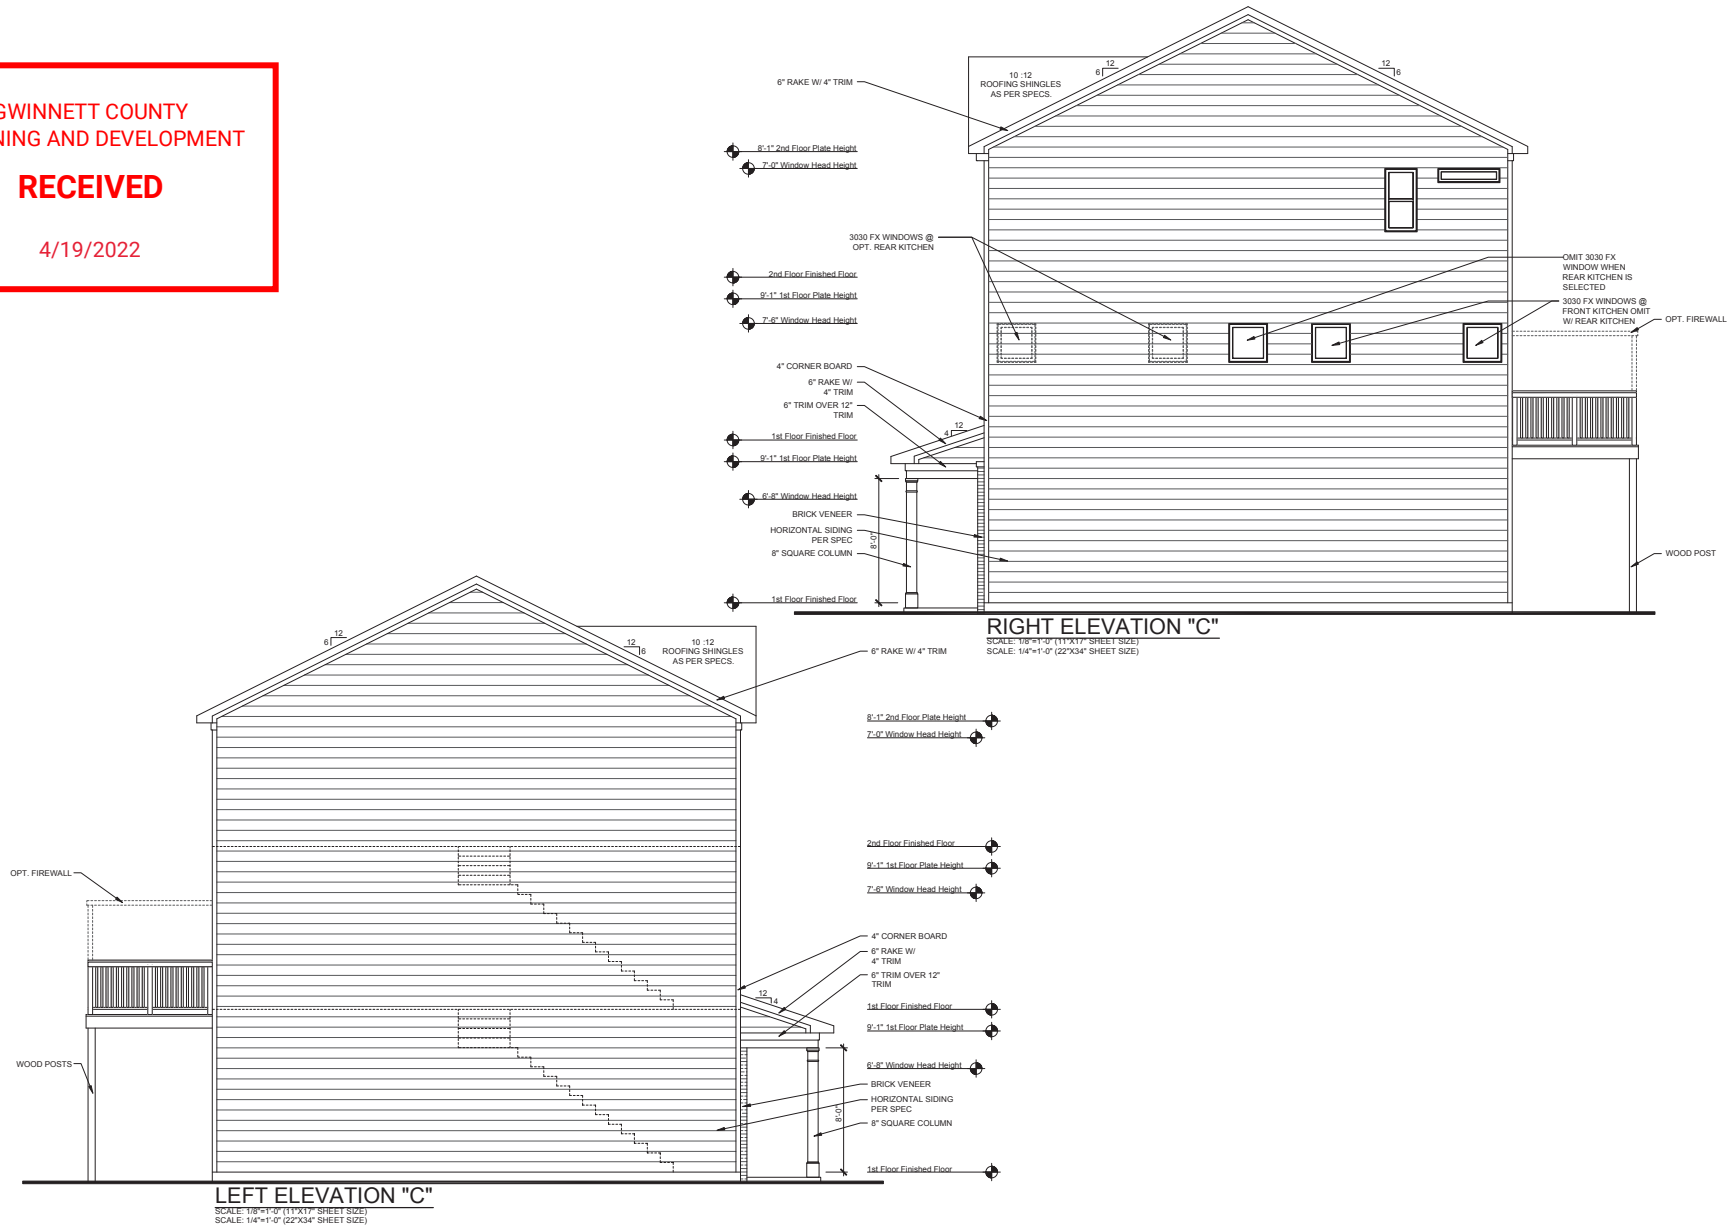 GWINNETT COUNTY
NING AND DEVELOPMENT
RECEIVED
4/19/2022
6" RAKE W/ 4" TRIM
10 :12
ROOFING SHINGLES
AS PER SPECS.
12
6
12
6
8'-1" 2nd Floor Plate Height
7'-0" Window Head Height
3030 FX WINDOWS @
OPT. REAR KITCHEN
2nd Floor Finished Floor
9'-1" 1st Floor Plate Height
7'-6" Window Head Height
OMIT 3030 FX
WINDOW WHEN
REAR KITCHEN IS
SELECTED
3030 FX WINDOWS @
FRONT KITCHEN OMIT
W/ REAR KITCHEN
OPT. FIREWALL
4" CORNER BOARD
6" RAKE W/
4" TRIM
6" TRIM OVER 12"
TRIM
12
4
1st Floor Finished Floor
9'-1" 1st Floor Plate Height
6'-8" Window Head Height
BRICK VENEER
HORIZONTAL SIDING
PER SPEC
8" SQUARE COLUMN
8'-0"
WOOD POST
1st Floor Finished Floor
RIGHT ELEVATION "C"
SCALE: 1/8"=1'-0" (11"X17" SHEET SIZE)
SCALE: 1/4"=1'-0" (22"X34" SHEET SIZE)
12
6
12
6
10 :12
ROOFING SHINGLES
AS PER SPECS.
6" RAKE W/ 4" TRIM
8'-1" 2nd Floor Plate Height
7'-0" Window Head Height
2nd Floor Finished Floor
9'-1" 1st Floor Plate Height
7'-6" Window Head Height
OPT. FIREWALL
4" CORNER BOARD
6" RAKE W/
4" TRIM
6" TRIM OVER 12"
TRIM
12
4
1st Floor Finished Floor
9'-1" 1st Floor Plate Height
6'-8" Window Head Height
WOOD POSTS
BRICK VENEER
HORIZONTAL SIDING
PER SPEC
8" SQUARE COLUMN
8'-0"
1st Floor Finished Floor
LEFT ELEVATION "C"
SCALE: 1/8"=1'-0" (11"X17" SHEET SIZE)
SCALE: 1/4"=1'-0" (22"X34" SHEET SIZE)